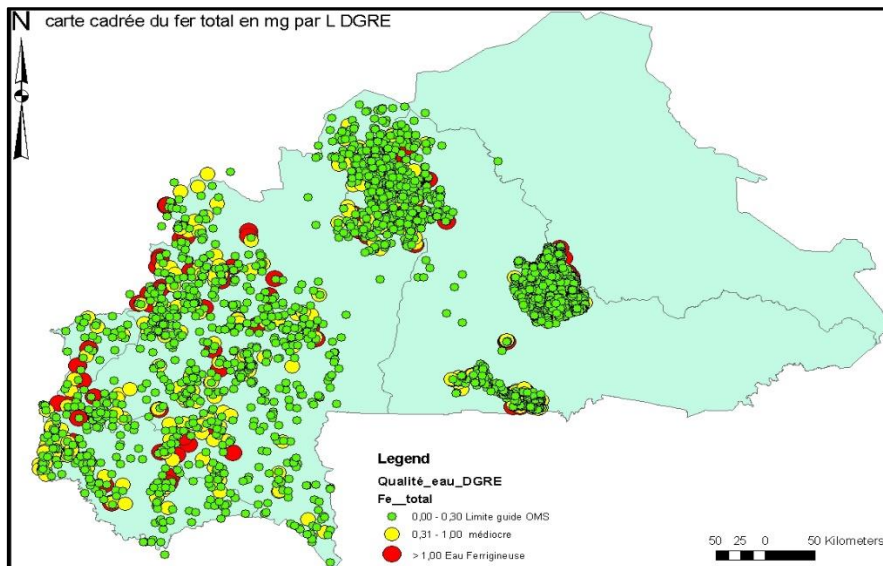 N carte cadrée du fer total en mg par L DGRE
Legend
Qualité_eau_DGRE
Fe__total
0,00 - 0,30 Limite guide OMS
0,31 - 1,00 médiocre
> 1,00 Eau Ferrigineuse
50 25 0 50 Kilometers